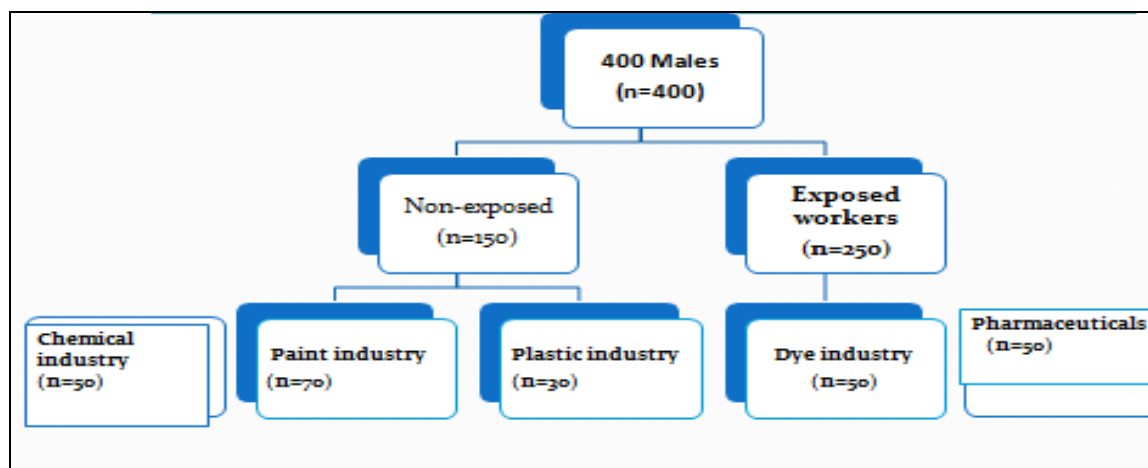 400 Males
(n=400)
Non-exposed
(n=150)
Exposed
workers
(n=250)
Chemical
industry
(n=50)
Paint industry
(n=70)
Plastic industry
(n=30)
Dye industry
(n=50)
Pharmaceuticals
(n=50)